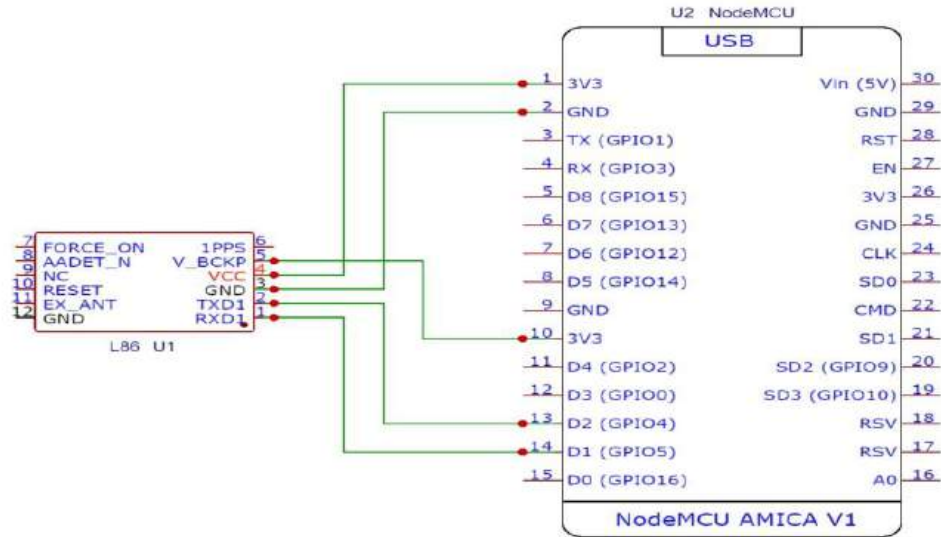 U2 NodeMCU
USB
1 3V3 Vin (5V) 30
2 GND GND 29
3 TX (GPIO1) RST 28
4 RX (GPIO3) EN 27
5 D8 (GPIO15) 3V3 26
6 D7 (GPIO13) GND 25
7 D6 (GPIO12) CLK 24
8 D5 (GPIO14) SD0 23
9 GND CMD 22
10 3V3 SD1 21
11 D4 (GPIO2) SD2 (GPIO9) 20
12 D3 (GPIO0) SD3 (GPIO10) 19
13 D2 (GPIO4) RSV 18
14 D1 (GPIO5) RSV 17
15 D0 (GPIO16) A0 16
NodeMCU AMICA V1
7 FORCE_ON 1PPS 6
8 AADET_N V_BCKP 5
9 NC VCC 4
10 RESET GND 3
11 EX_ANT TXD1 2
12 GND RXD1 1
L86 U1